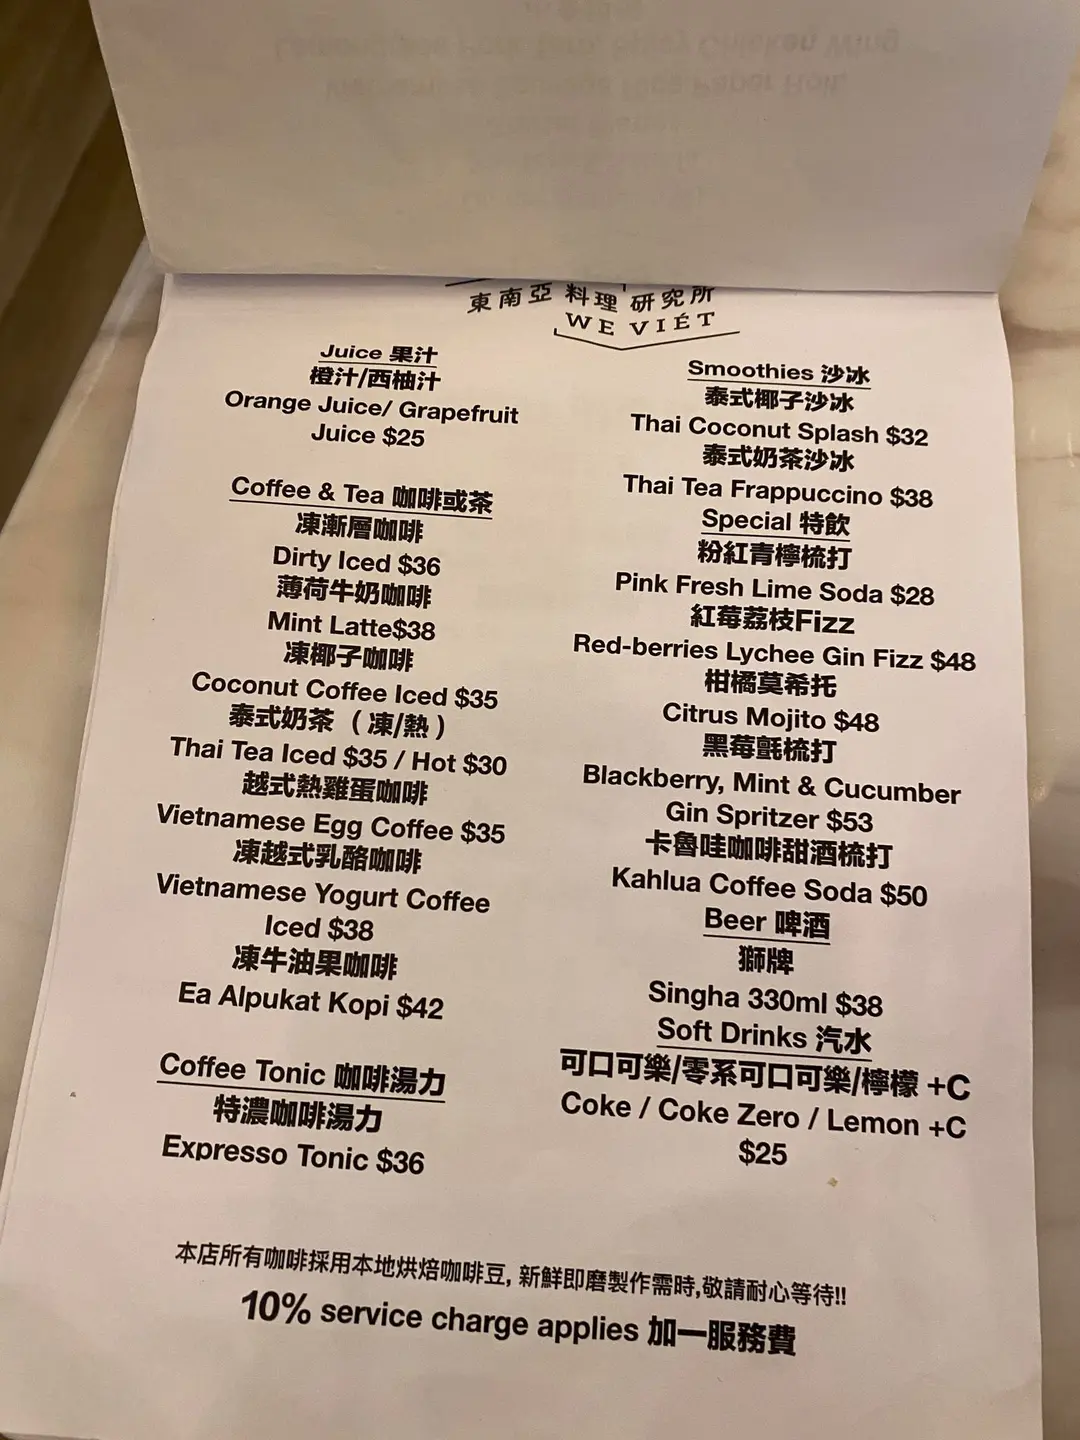 東南亞 料理 研究所
WE VIÉT
Juice 果汁
橙汁/西柚汁
Orange Juice/ Grapefruit
Juice $25
Coffee & Tea 咖啡或茶
凍漸層咖啡
Dirty Iced $36
薄荷牛奶咖啡
Mint Latte$38
凍椰子咖啡
Coconut Coffee Iced $35
泰式奶茶 （凍/熱）
Thai Tea Iced $35 / Hot $30
越式熱雞蛋咖啡
Vietnamese Egg Coffee $35
凍越式乳酪咖啡
Vietnamese Yogurt Coffee
Iced $38
凍牛油果咖啡
Ea Alpukat Kopi $42
Coffee Tonic 咖啡湯力
特濃咖啡湯力
Expresso Tonic $36
Smoothies 沙冰
泰式椰子沙冰
Thai Coconut Splash $32
泰式奶茶沙冰
Thai Tea Frappuccino $38
Special 特飲
粉紅青檸梳打
Pink Fresh Lime Soda $28
紅莓荔枝Fizz
Red-berries Lychee Gin Fizz $48
柑橘莫希托
Citrus Mojito $48
黑莓氈梳打
Blackberry, Mint & Cucumber
Gin Spritzer $53
卡魯哇咖啡甜酒梳打
Kahlua Coffee Soda $50
Beer 啤酒
獅牌
Singha 330ml $38
Soft Drinks 汽水
可口可樂/零系可口可樂/檸檬 +C
Coke / Coke Zero / Lemon +C
$25
本店所有咖啡採用本地烘焙咖啡豆, 新鮮即磨製作需時,敬請耐心等待!!
10% service charge applies 加一服務費